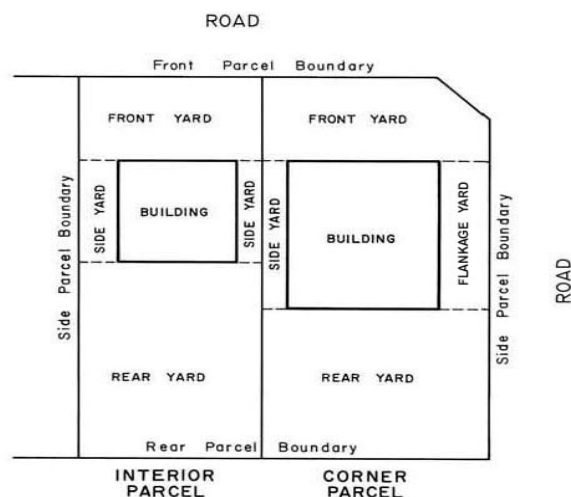 ROAD
Front Parcel Boundary
FRONT YARD
FRONT YARD
Side Parcel Boundary
SIDE YARD
BUILDING
SIDE YARD
SIDE YARD
BUILDING
FLANKAGE YARD
Side Parcel Boundary
ROAD
REAR YARD
REAR YARD
Rear Parcel Boundary
INTERIOR
PARCEL
CORNER
PARCEL